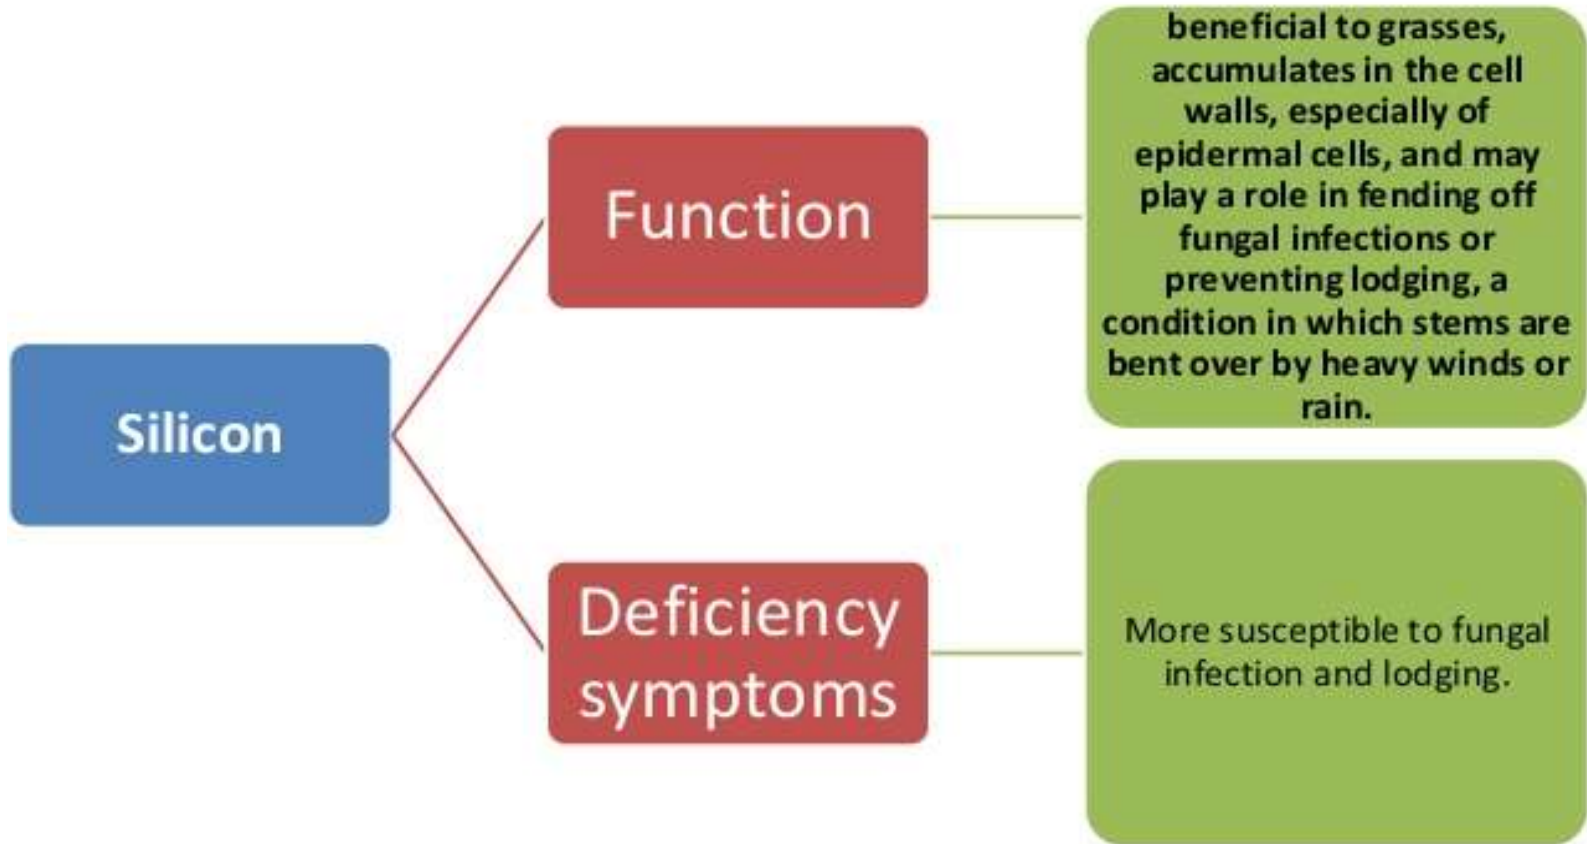 Silicon
Function
beneficial to grasses,
accumulates in the cell
walls, especially of
epidermal cells, and may
play a role in fending off
fungal infections or
preventing lodging, a
condition in which stems are
bent over by heavy winds or
rain.
Deficiency
symptoms
More susceptible to fungal
infection and lodging.